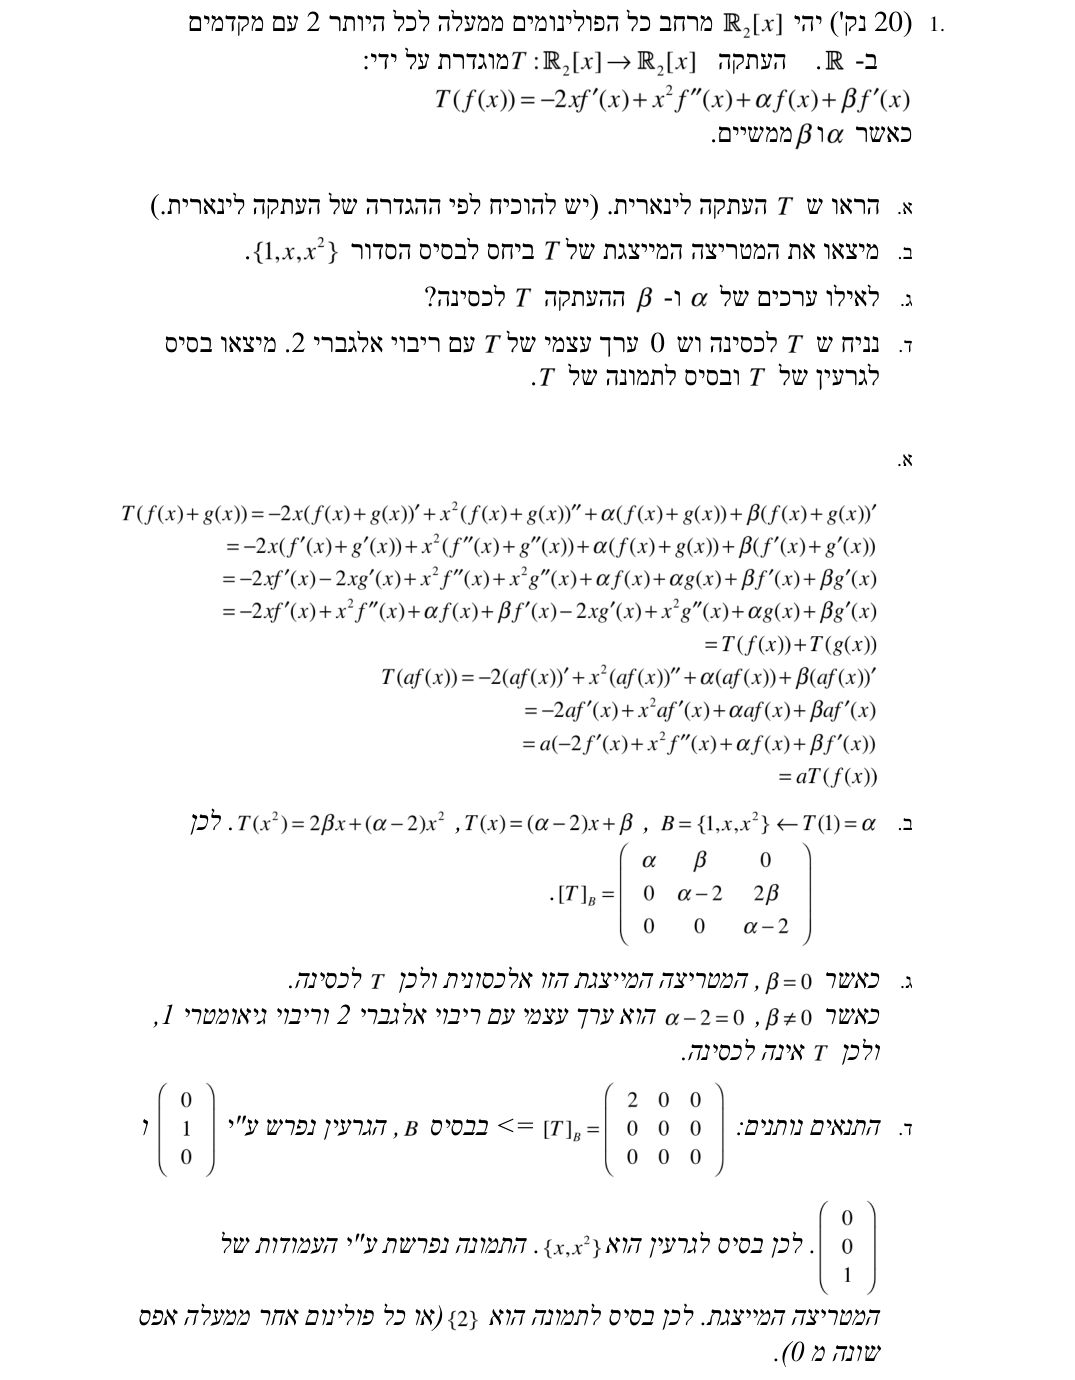 1. (20 נק') יהי ℝ₂[x] מרחב כל הפולינומים ממעלה לכל היותר 2 עם מקדמים
ב- ℝ. העתקה T : ℝ₂[x] → ℝ₂[x] מוגדרת על ידי:
T(f(x)) = −2xf′(x) + x²f″(x) + αf(x) + βf′(x)
כאשר α ו β ממשיים.
א. הראו ש T העתקה לינארית. (יש להוכיח לפי ההגדרה של העתקה לינארית.)
ב. מיצאו את המטריצה המייצגת של T ביחס לבסיס הסדור {1,x,x²}.
ג. לאילו ערכים של α ו- β ההעתקה T לכסינה?
ד. נניח ש T לכסינה וש 0 ערך עצמי של T עם ריבוי אלגברי 2. מיצאו בסיס
לגרעין של T ובסיס לתמונה של T.
א.
T(f(x)+g(x)) = −2x(f(x)+g(x))′ + x²(f(x)+g(x))″ + α(f(x)+g(x)) + β(f(x)+g(x))′
= −2x(f′(x)+g′(x)) + x²(f″(x)+g″(x)) + α(f(x)+g(x)) + β(f′(x)+g′(x))
= −2xf′(x) − 2xg′(x) + x²f″(x) + x²g″(x) + αf(x) + αg(x) + βf′(x) + βg′(x)
= −2xf′(x) + x²f″(x) + αf(x) + βf′(x) − 2xg′(x) + x²g″(x) + αg(x) + βg′(x)
= T(f(x)) + T(g(x))
T(af(x)) = −2(af(x))′ + x²(af(x))″ + α(af(x)) + β(af(x))′
= −2af′(x) + x²af′(x) + αaf(x) + βaf′(x)
= a(−2f′(x) + x²f″(x) + αf(x) + βf′(x))
= aT(f(x))
ב. B = {1,x,x²} ← T(1) = α , T(x) = (α−2)x + β, T(x²) = 2βx + (α−2)x². לכן
α β 0
.[T]_B = 0 α−2 2β
0 0 α−2
ג. כאשר β = 0, המטריצה המייצגת הזו אלכסונית ולכן T לכסינה.
כאשר β ≠ 0, α−2 = 0 הוא ערך עצמי עם ריבוי אלגברי 2 וריבוי גיאומטרי 1,
ולכן T אינה לכסינה.
2 0 0
0 0 0
0 0 0
ד. התנאים נותנים: [T]_B = => בבסיס B, הגרעין נפרש ע"י
0
1
0
ו
0
0
1
. לכן בסיס לגרעין הוא {x,x²}. התמונה נפרשת ע"י העמודות של
המטריצה המייצגת. לכן בסיס לתמונה הוא {2} (או כל פולינום אחר ממעלה אפס
שונה מ 0).